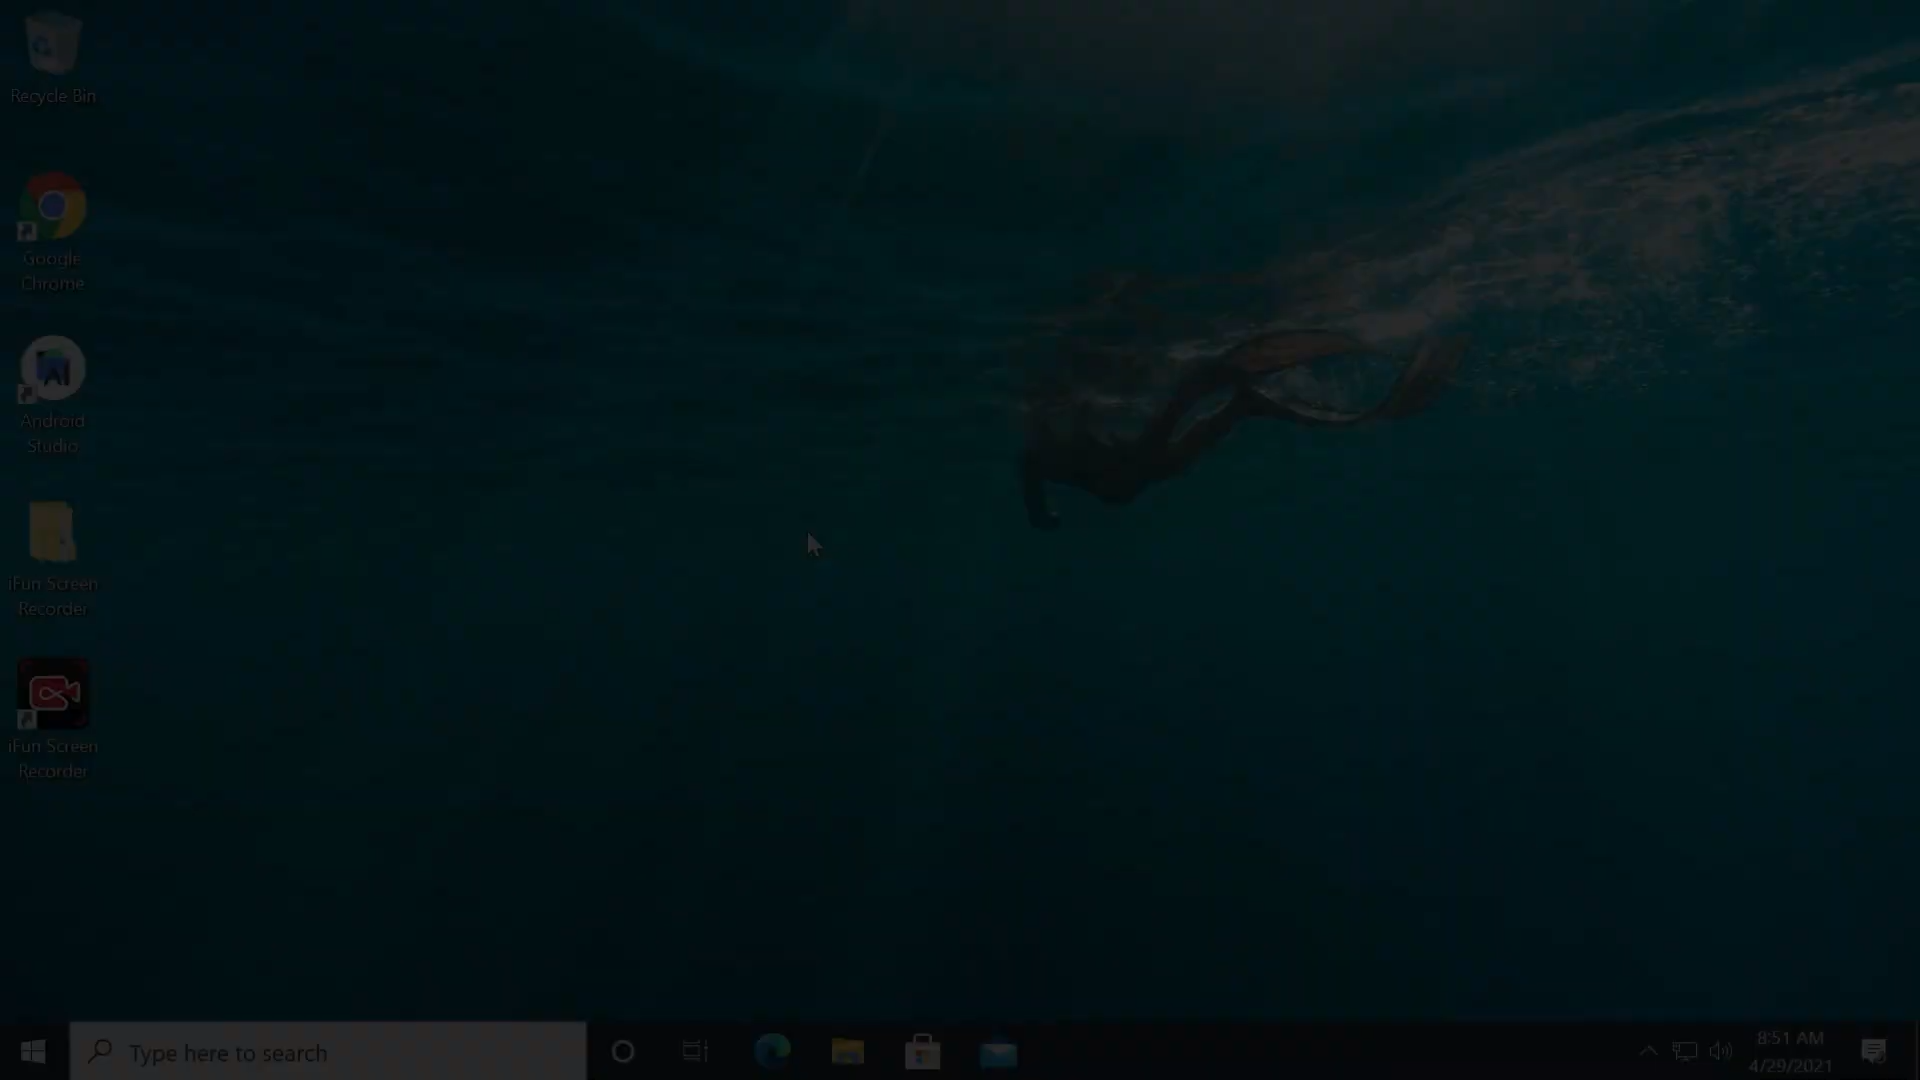 Recycle Bin
Google
Chrome
Android
Studio
iFun Screen
Recorder
iFun Screen
Recorder
Type here to search
8:51 AM
4/29/2021